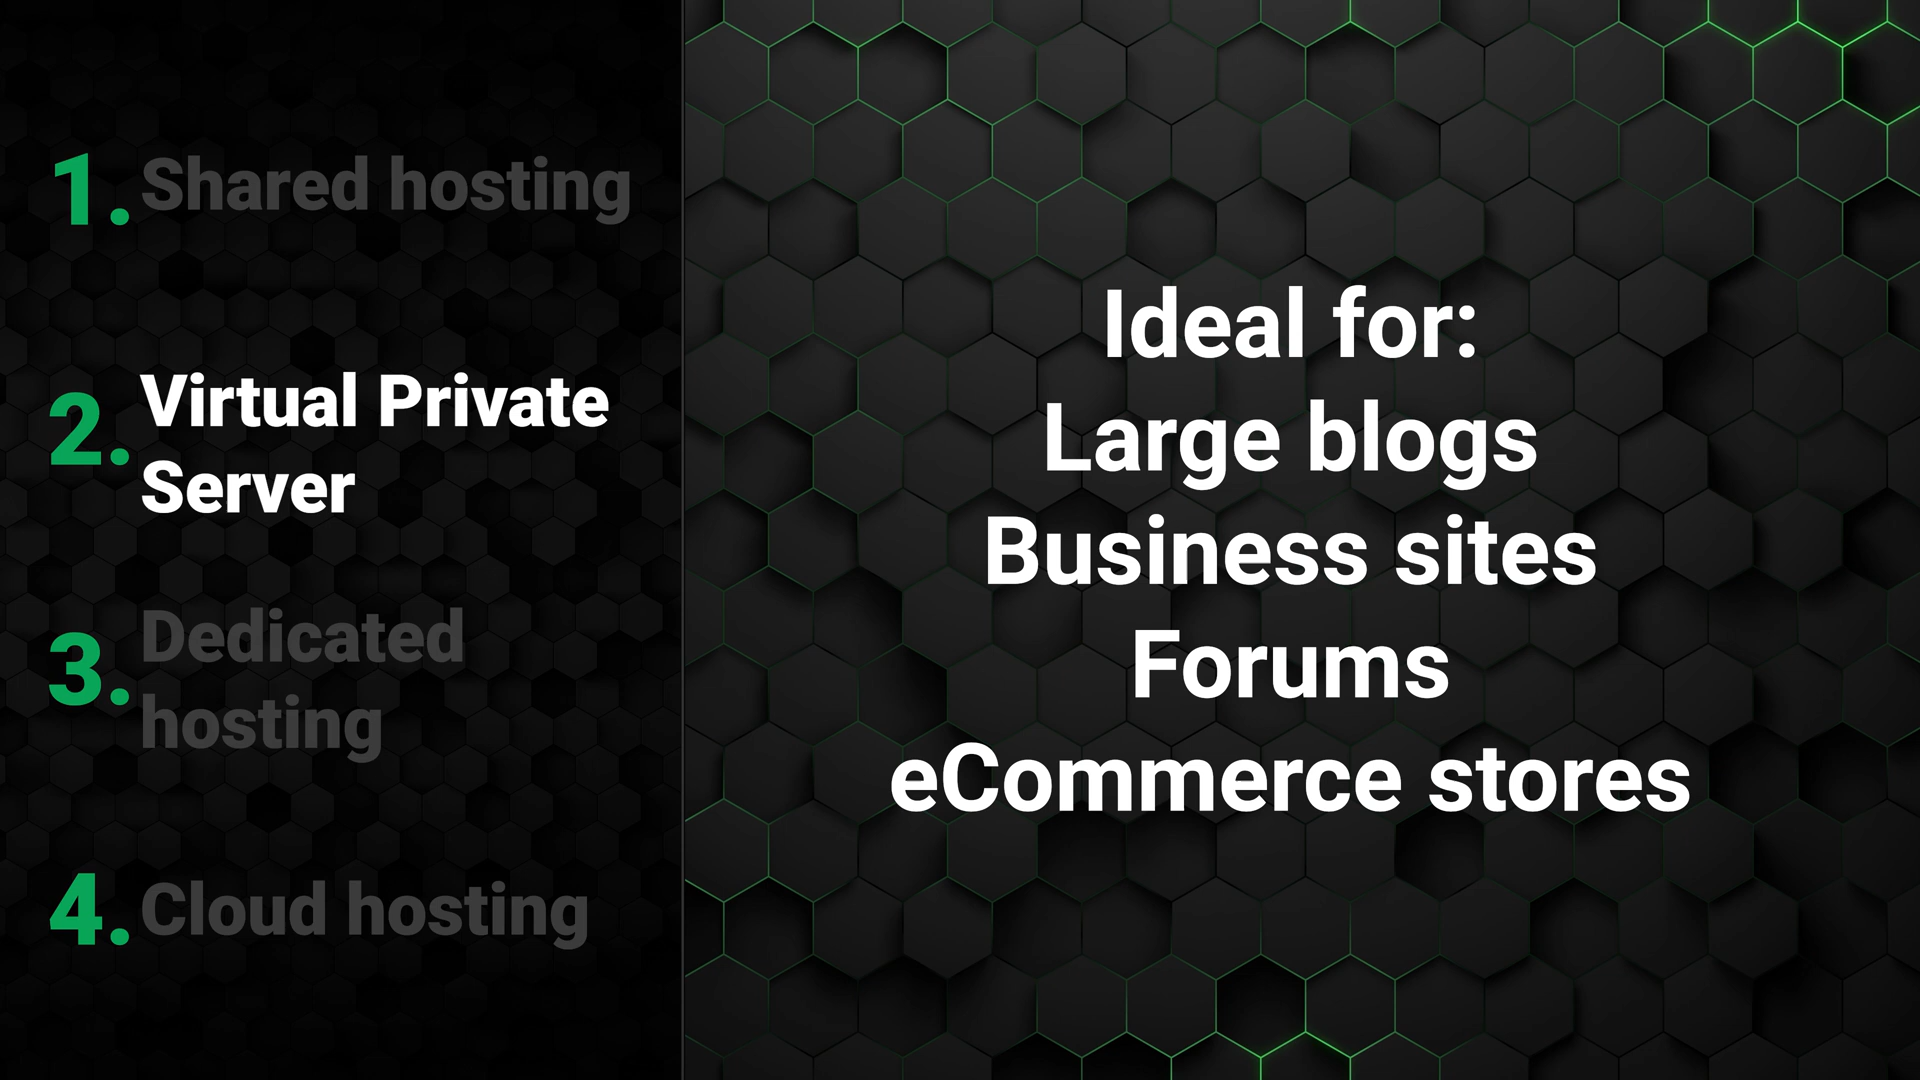 1. Shared hosting
2. Virtual Private
Server
3. Dedicated
hosting
4. Cloud hosting
Ideal for:
Large blogs
Business sites
Forums
eCommerce stores